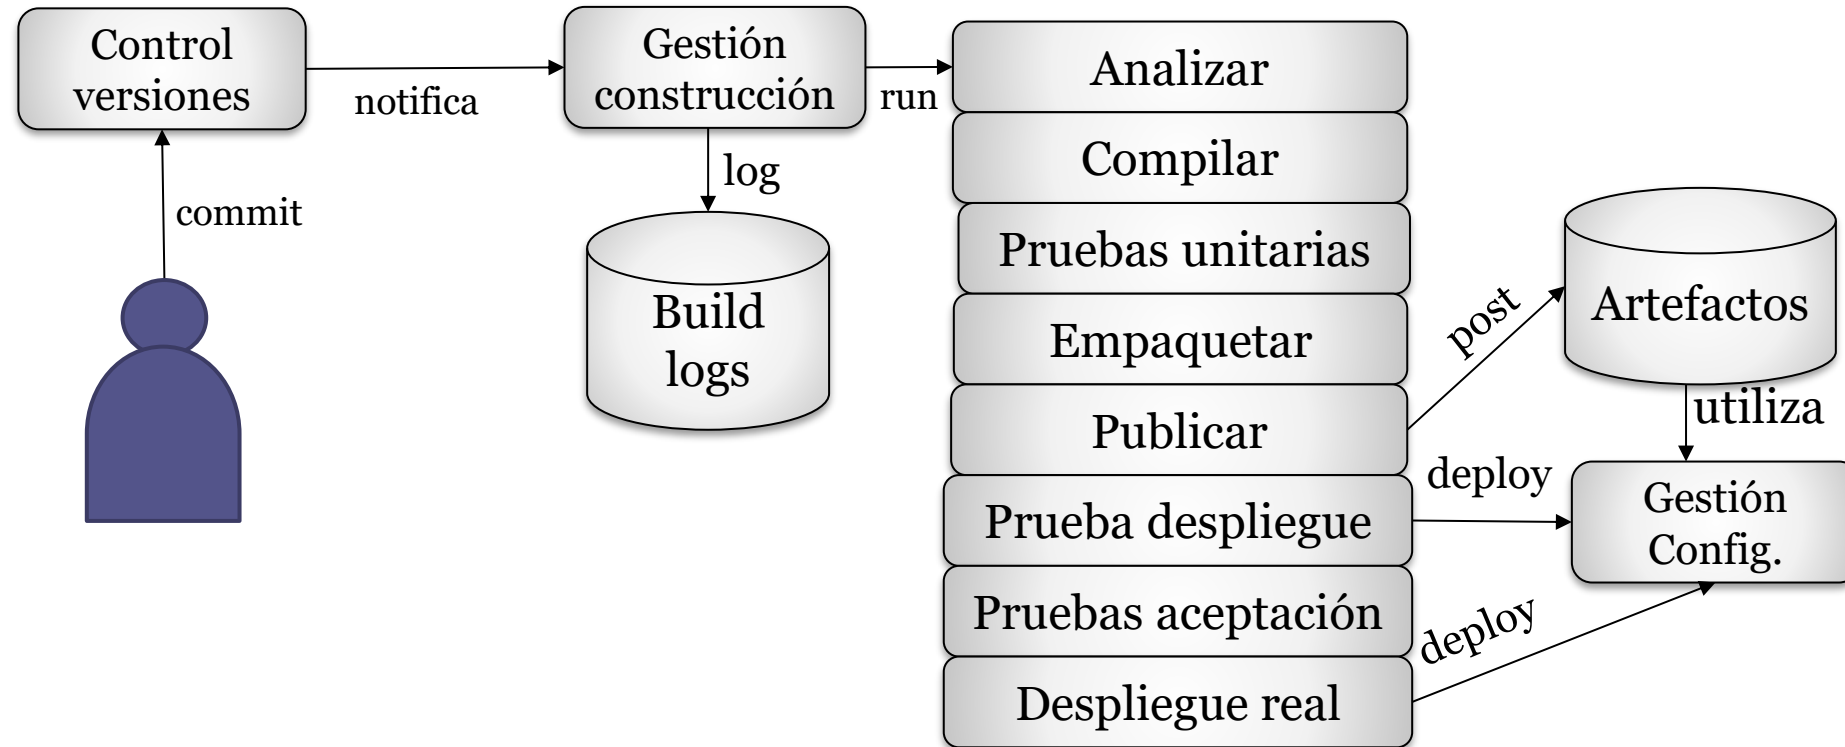 Control
versiones
notifica
commit
Gestión
construcción
run
log
Build
logs
Analizar
Compilar
Pruebas unitarias
Empaquetar
Publicar
Prueba despliegue
Pruebas aceptación
Despliegue real
post
Artefactos
utiliza
deploy
Gestión
Config.
deploy